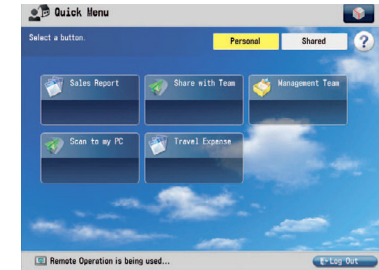 Quick Menu
Select a button.
Personal
Shared
?
Sales Report
Share with Team
Management Team
Scan to my PC
Travel Expense
Remote Operation is being used...
Log Out